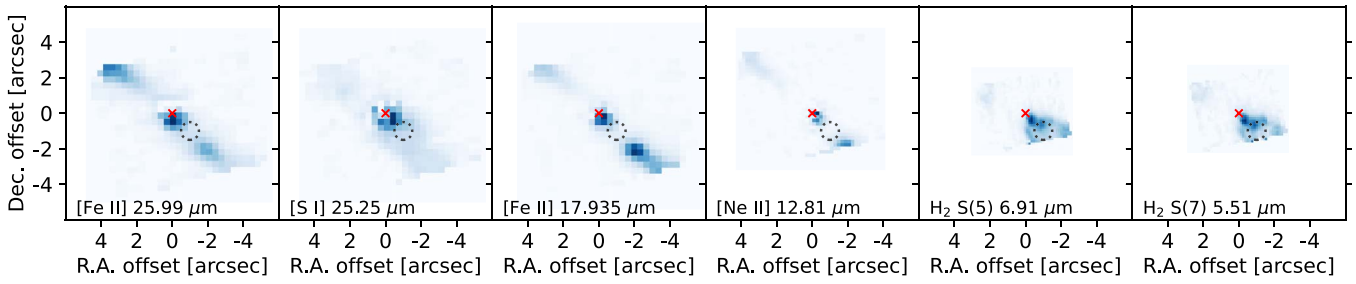 Dec. offset [arcsec]
4
2
0
-2
-4
[Fe II] 25.99 μm
[S I] 25.25 μm
[Fe II] 17.935 μm
[Ne II] 12.81 μm
H₂ S(5) 6.91 μm
H₂ S(7) 5.51 μm
4 2 0 -2 -4
4 2 0 -2 -4
4 2 0 -2 -4
4 2 0 -2 -4
4 2 0 -2 -4
4 2 0 -2 -4
R.A. offset [arcsec]
R.A. offset [arcsec]
R.A. offset [arcsec]
R.A. offset [arcsec]
R.A. offset [arcsec]
R.A. offset [arcsec]